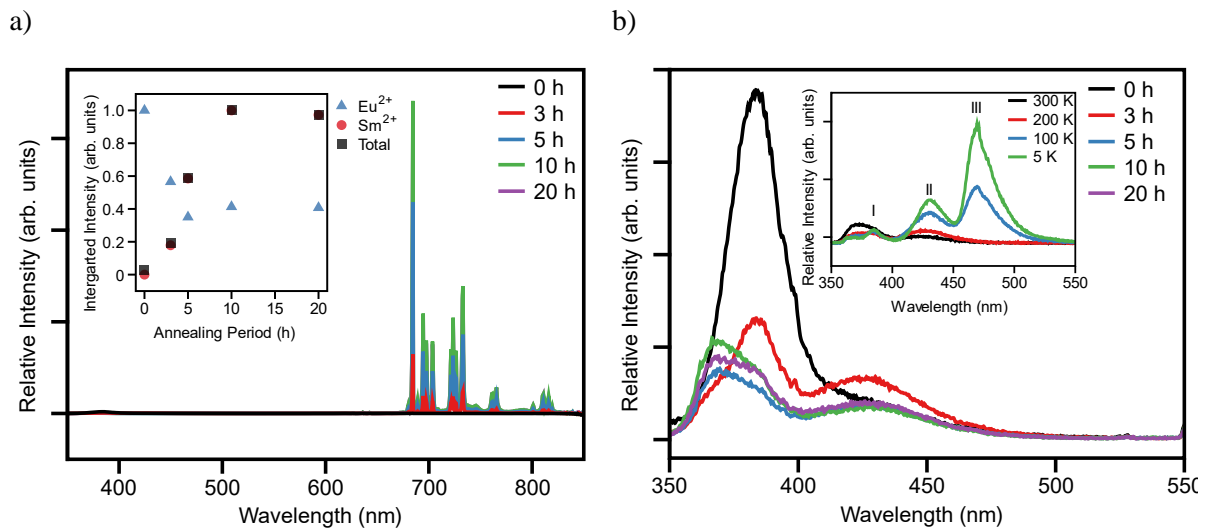 a)
Relative Intensity (arb. units)
Wavelength (nm)
400
500
600
700
800
0 h
3 h
5 h
10 h
20 h
Intergated Intensity (arb. units)
1.0
0.8
0.6
0.4
0.2
0
0
5
10
15
20
Annealing Period (h)
Eu2+
Sm2+
Total
b)
Relative Intensity (arb. units)
Wavelength (nm)
350
400
450
500
550
0 h
3 h
5 h
10 h
20 h
Relative Intensity (arb. units)
I
II
III
300 K
200 K
100 K
5 K
350
400
450
500
550
Wavelength (nm)